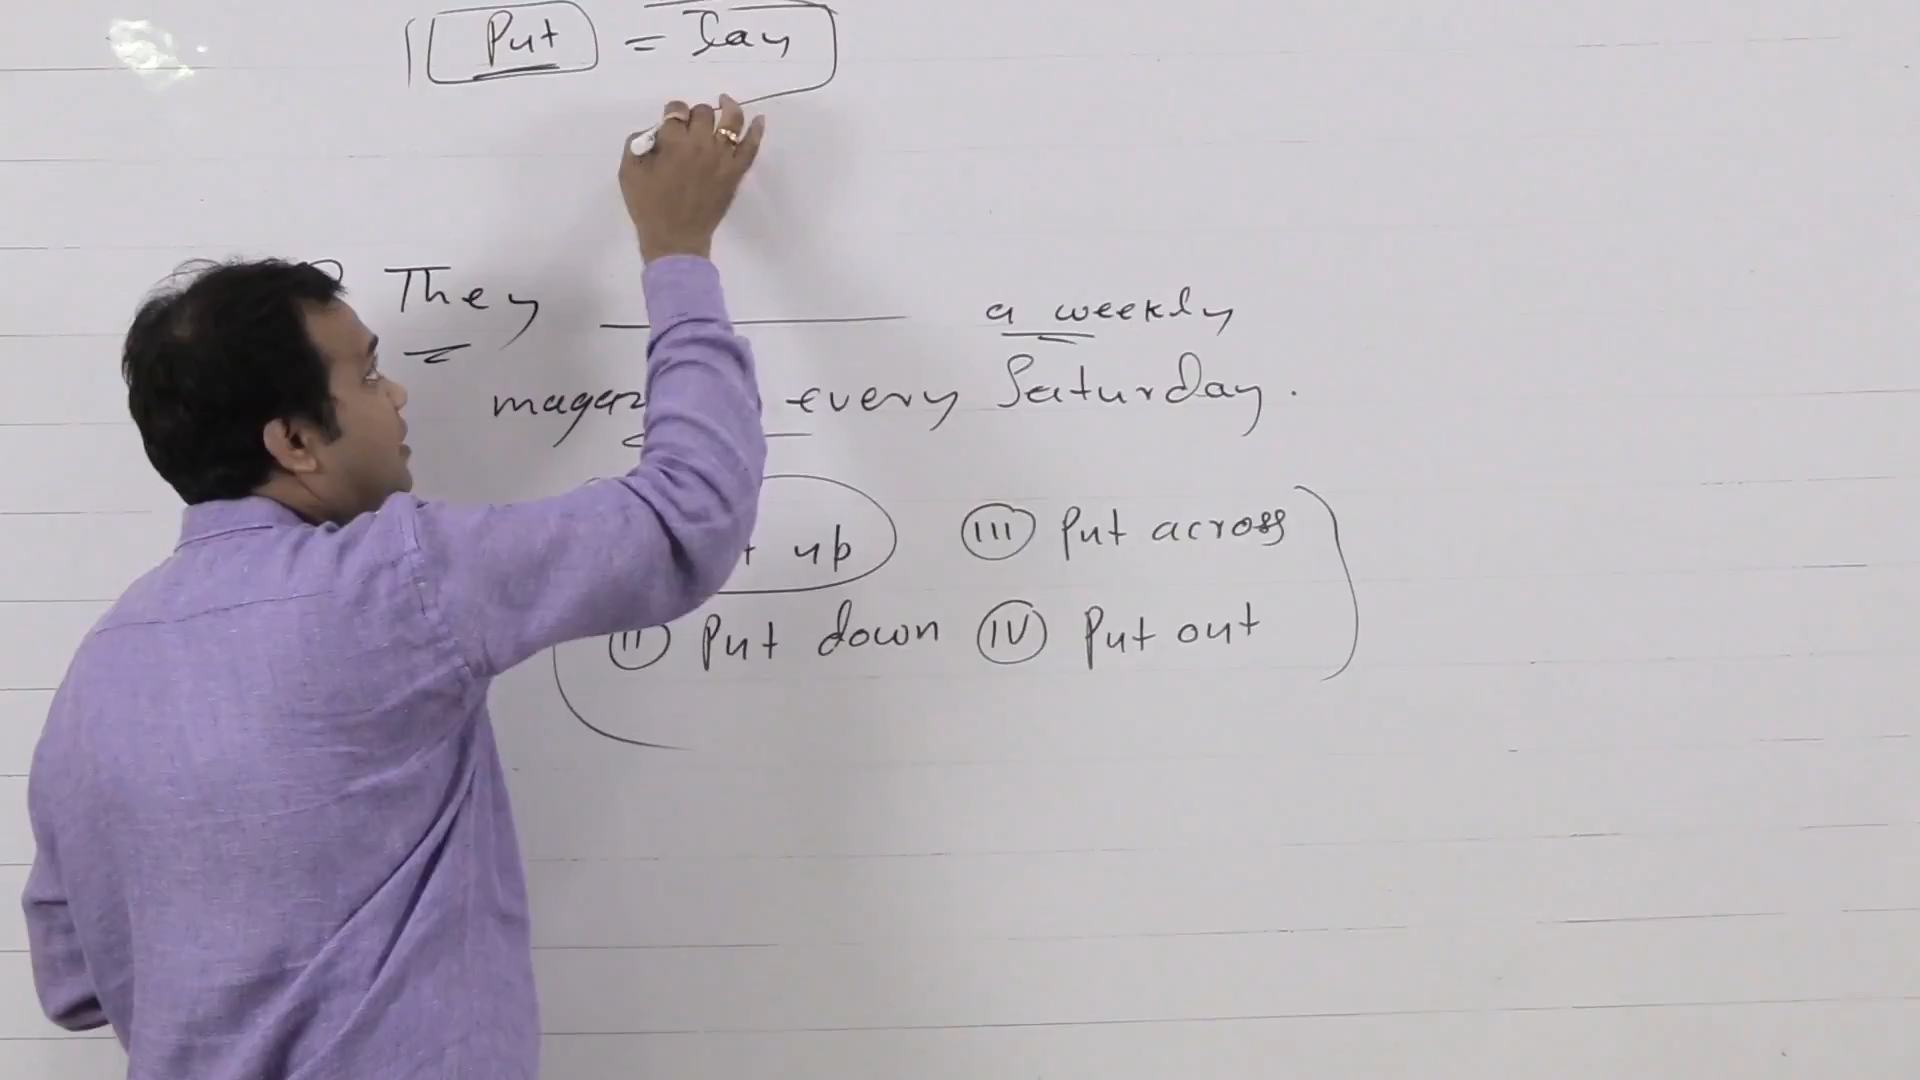 Put = Lay
They ______ a weekly
every Saturday.
up (III) Put across
(II) Put down (IV) Put out